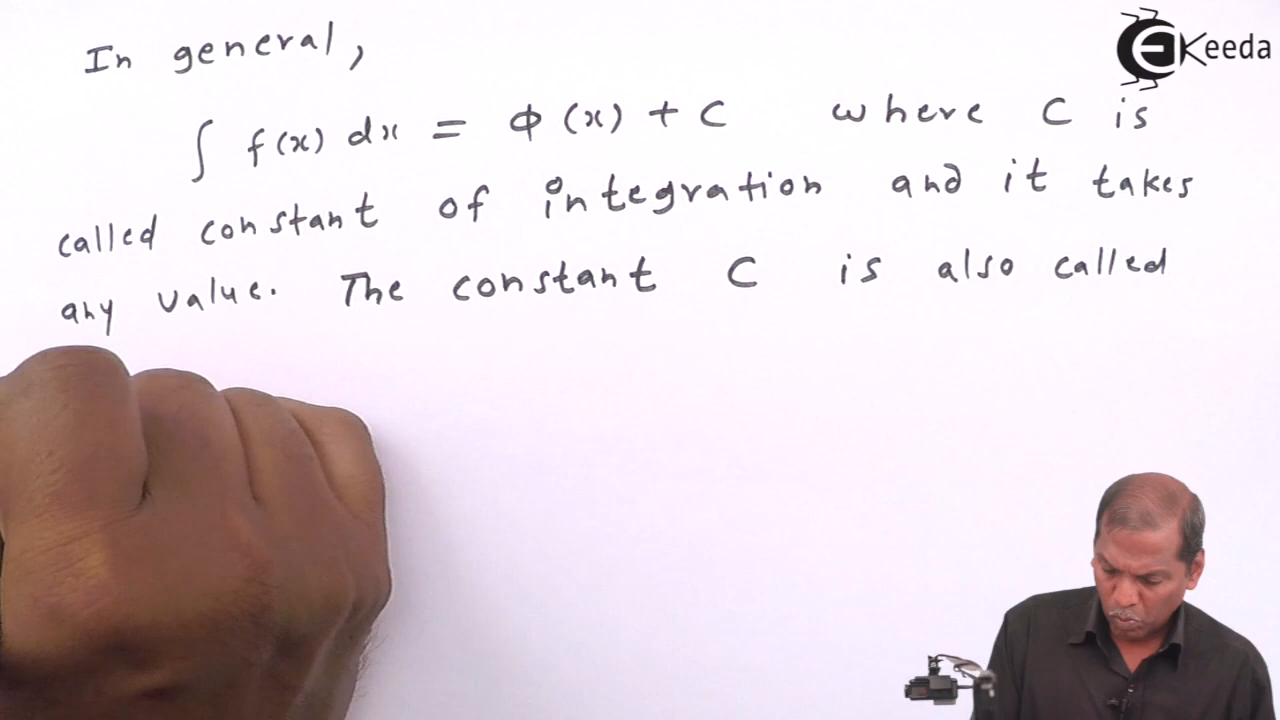 Ekeeda
In general,
∫ f(x) dx = φ(x) + C where C is
called constant of integration and it takes
any value. The constant C is also called